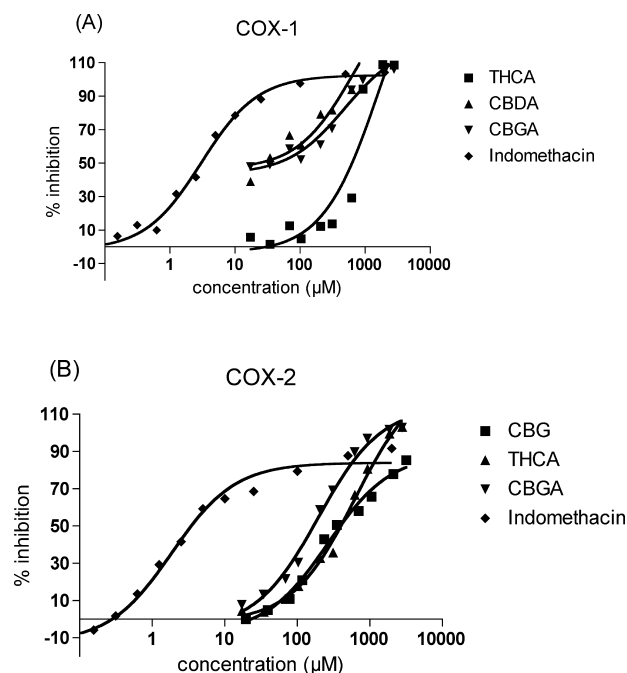 (A)
COX-1
110
90
70
50
30
10
-10
% inhibition
1 10 100 1000 10000
concentration (µM)
THCA
CBDA
CBGA
Indomethacin
(B)
COX-2
110
90
70
50
30
10
-10
% inhibition
1 10 100 1000 10000
concentration (µM)
CBG
THCA
CBGA
Indomethacin